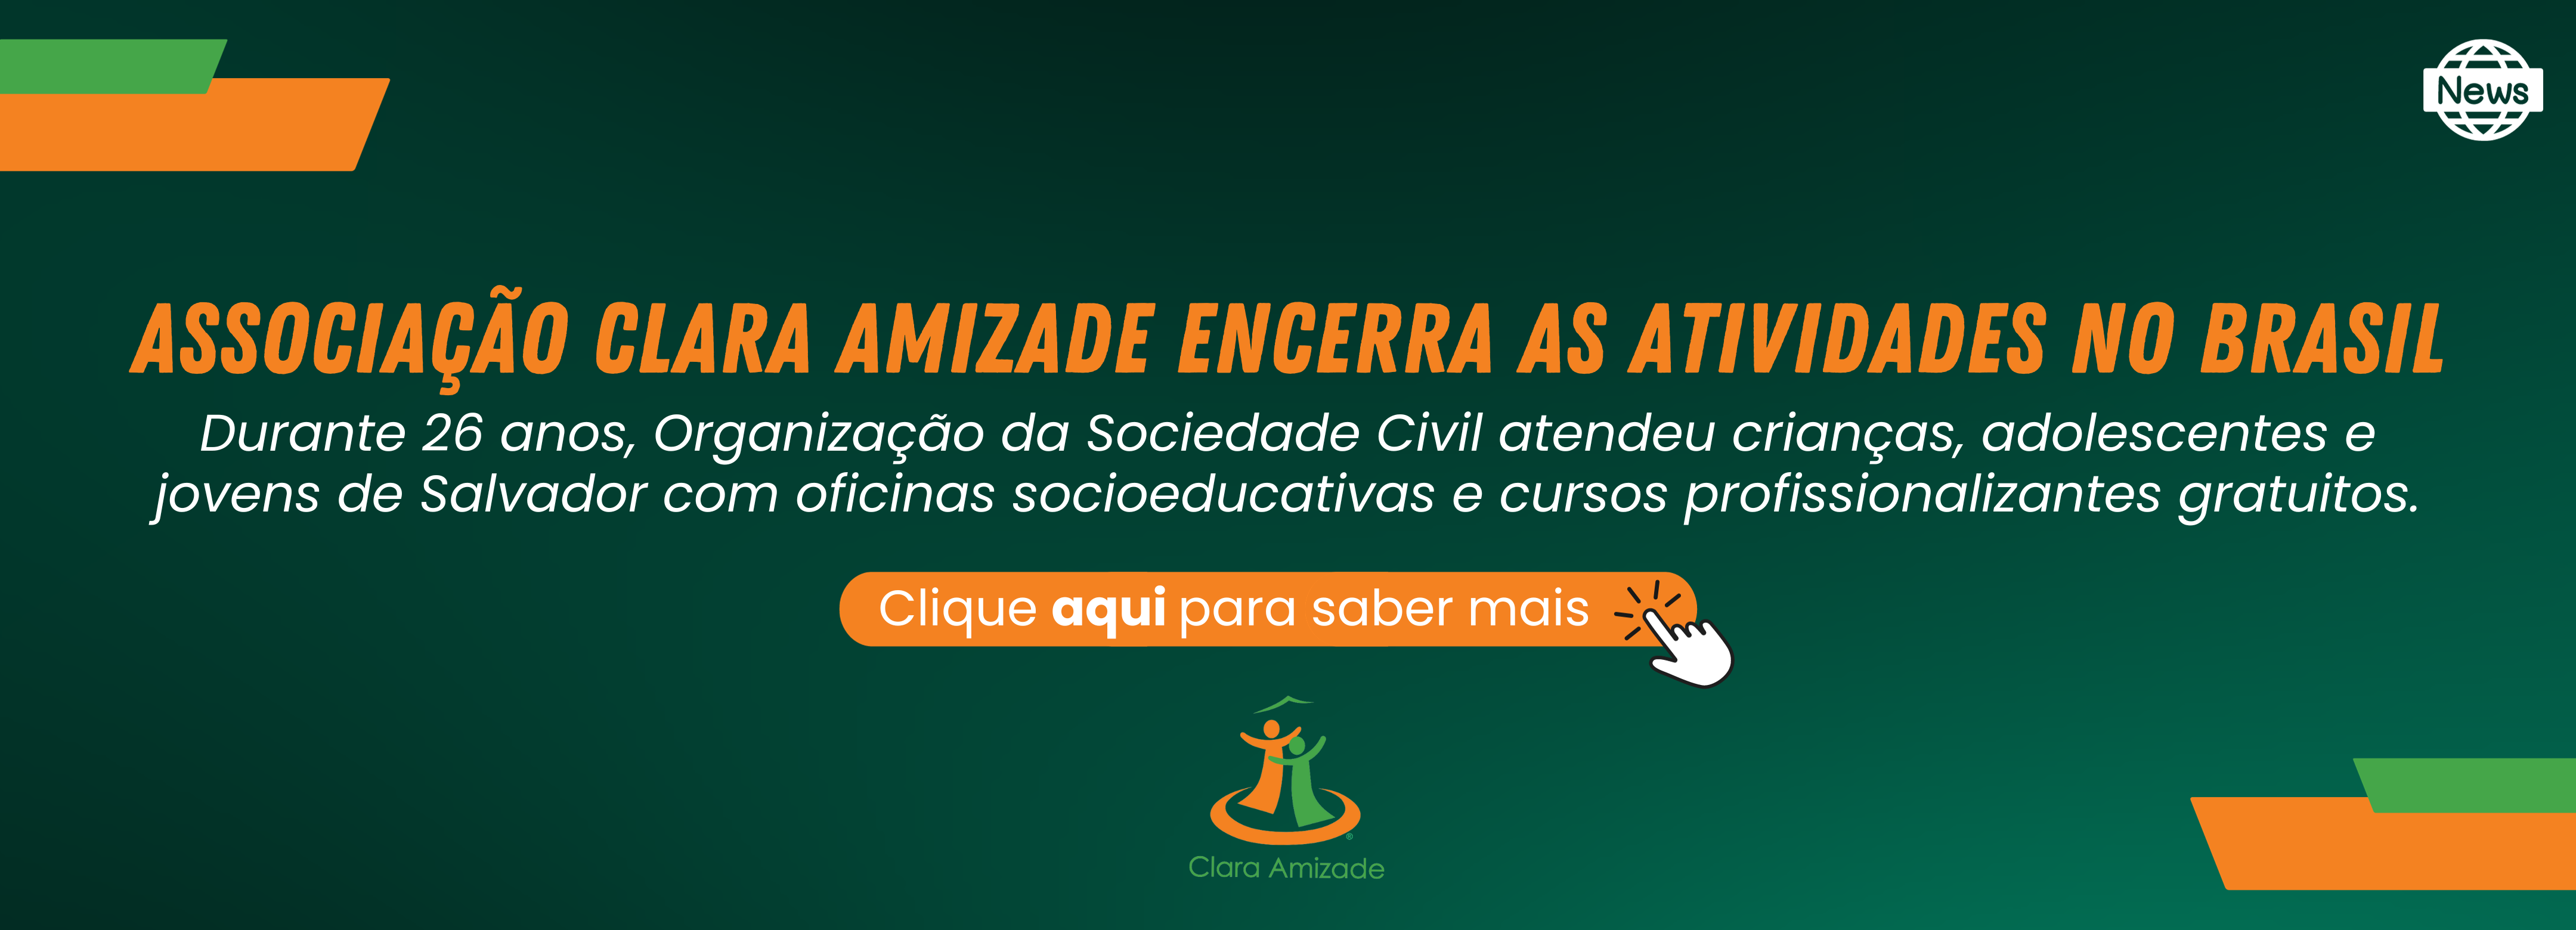 News
ASSOCIAÇÃO CLARA AMIZADE ENCERRA AS ATIVIDADES NO BRASIL
Durante 26 anos, Organização da Sociedade Civil atendeu crianças, adolescentes e
jovens de Salvador com oficinas socioeducativas e cursos profissionalizantes gratuitos.
Clique aqui para saber mais
®
Clara Amizade